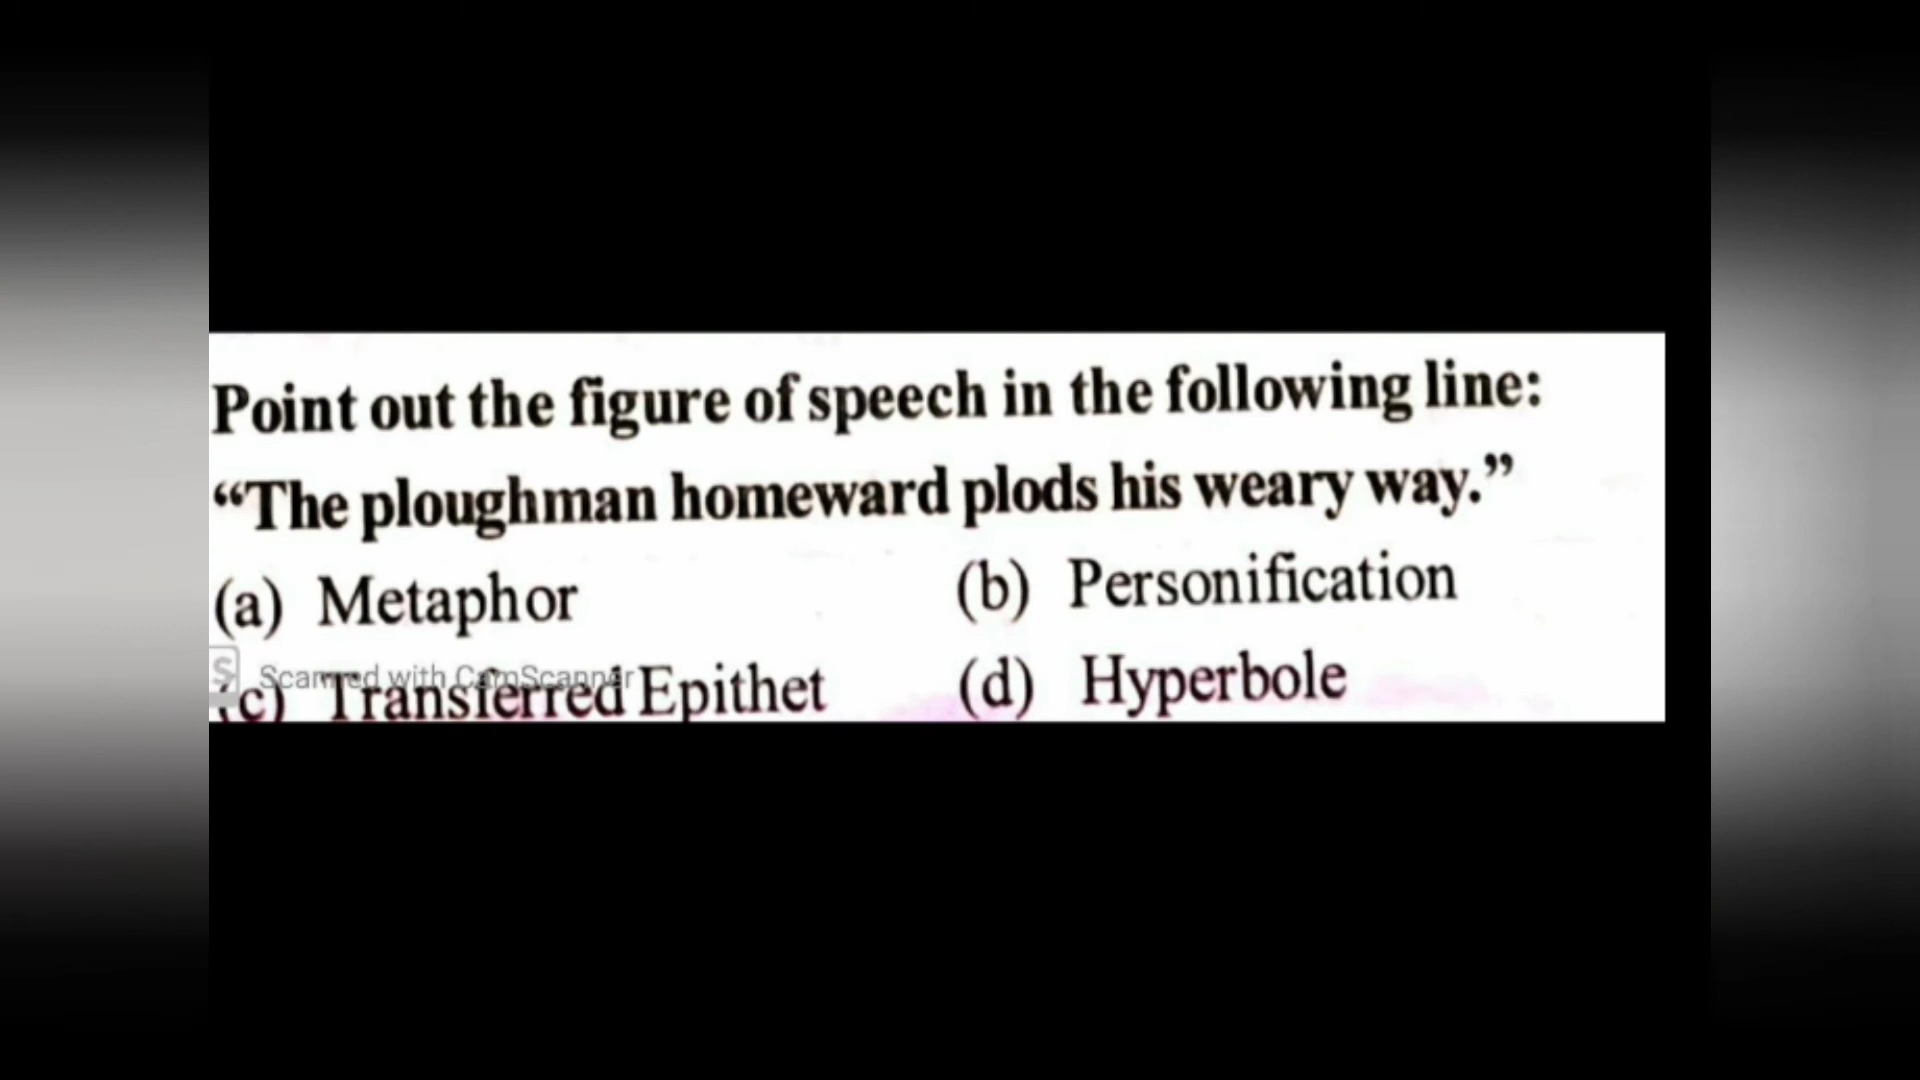 Point out the figure of speech in the following line:
“The ploughman homeward plods his weary way.”
(a) Metaphor (b) Personification
Scanned with CamScanner
(c) Transferred Epithet (d) Hyperbole